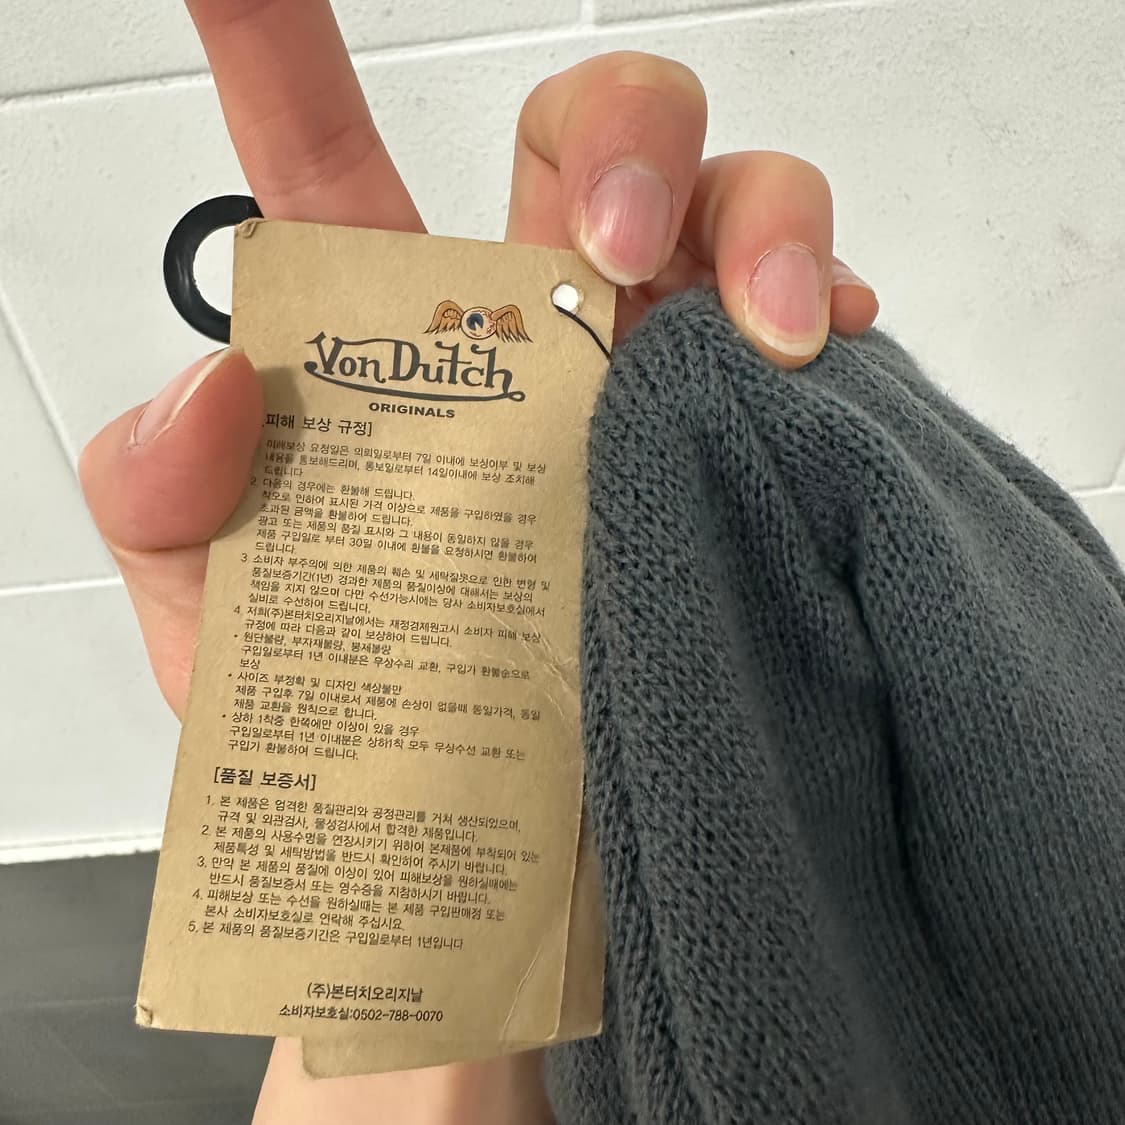 Von Dutch
ORIGINALS
피해 보상 규정]
피해보상 요청일은 의뢰일로부터 7일 이내에 보상여부 및 보상
내용을 통보해드리며, 통보일로부터 14일이내에 보상 조치해
드립니다
2. 다음의 경우에는 환불해 드립니다.
착오로 인하여 표시된 가격 이상으로 제품을 구입하였을 경우
초과된 금액을 환불하여 드립니다.
광고 또는 제품의 품질 표시와 그 내용이 동일하지 않을 경우
제품 구입일로 부터 30일 이내에 환불을 요청하시면 환불하여
드립니다.
3. 소비자 부주의에 의한 제품의 훼손 및 세탁잘못으로 인한 변형 및
품질보증기간(1년) 경과한 제품의 품질이상에 대해서는 보상의
책임을 지지 않으며 다만 수선가능시에는 당사 소비자보호실에서
실비로 수선하여 드립니다.
4. 저희(주)본터치오리지날에서는 재정경제원고시 소비자 피해 보상
규정에 따라 다음과 같이 보상하여 드립니다.
• 원단불량, 부자재불량, 봉제불량
구입일로부터 1년 이내분은 무상수리 교환, 구입가 환불순으로
보상
• 사이즈 부정확 및 디자인 색상불만
제품 구입후 7일 이내로서 제품에 손상이 없을때 동일가격, 동일
제품 교환을 원칙으로 합니다.
• 상하 1착중 한쪽에만 이상이 있을 경우
구입일로부터 1년 이내분은 상하1착 모두 무상수선 교환 또는
구입가 환불하여 드립니다.
[품질 보증서]
1. 본 제품은 엄격한 품질관리와 공정관리를 거쳐 생산되었으며,
규격 및 외관검사, 물성검사에서 합격한 제품입니다.
2. 본 제품의 사용수명을 연장시키기 위하여 본제품에 부착되어 있는
제품특성 및 세탁방법을 반드시 확인하여 주시기 바랍니다.
3. 만약 본 제품의 품질에 이상이 있어 피해보상을 원하실때에는
반드시 품질보증서 또는 영수증을 지참하시기 바랍니다.
4. 피해보상 또는 수선을 원하실때는 본 제품 구입판매점 또는
본사 소비자보호실로 연락해 주십시요.
5. 본 제품의 품질보증기간은 구입일로부터 1년입니다
(주)본터치오리지날
소비자보호실:0502-788-0070